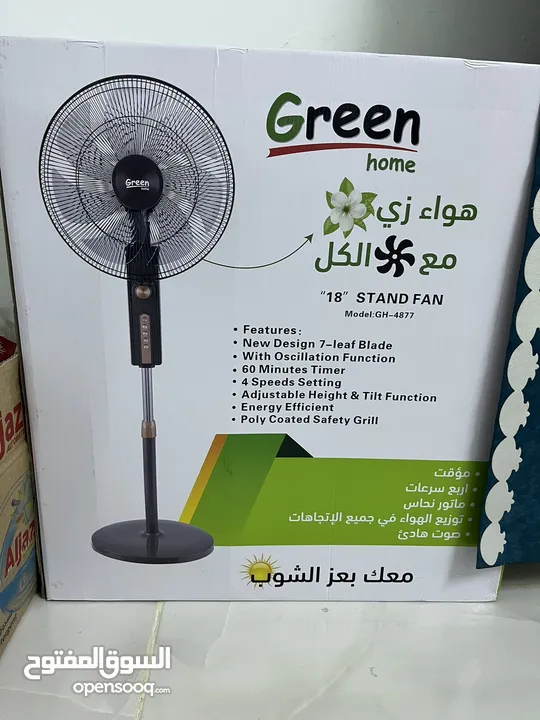 Green
home
Green
home
هواء زي
مع الكل
"18" STAND FAN
Model:GH-4877
• Features:
• New Design 7-leaf Blade
• With Oscillation Function
• 60 Minutes Timer
• 4 Speeds Setting
• Adjustable Height & Tilt Function
• Energy Efficient
• Poly Coated Safety Grill
• مؤقت
• اربع سرعات
• ماتور نحاس
• توزيع الهواء في جميع الإتجاهات
• صوت هادئ
معك بعز الشوب
Aljaz
السوق المفتوح
opensooq.com